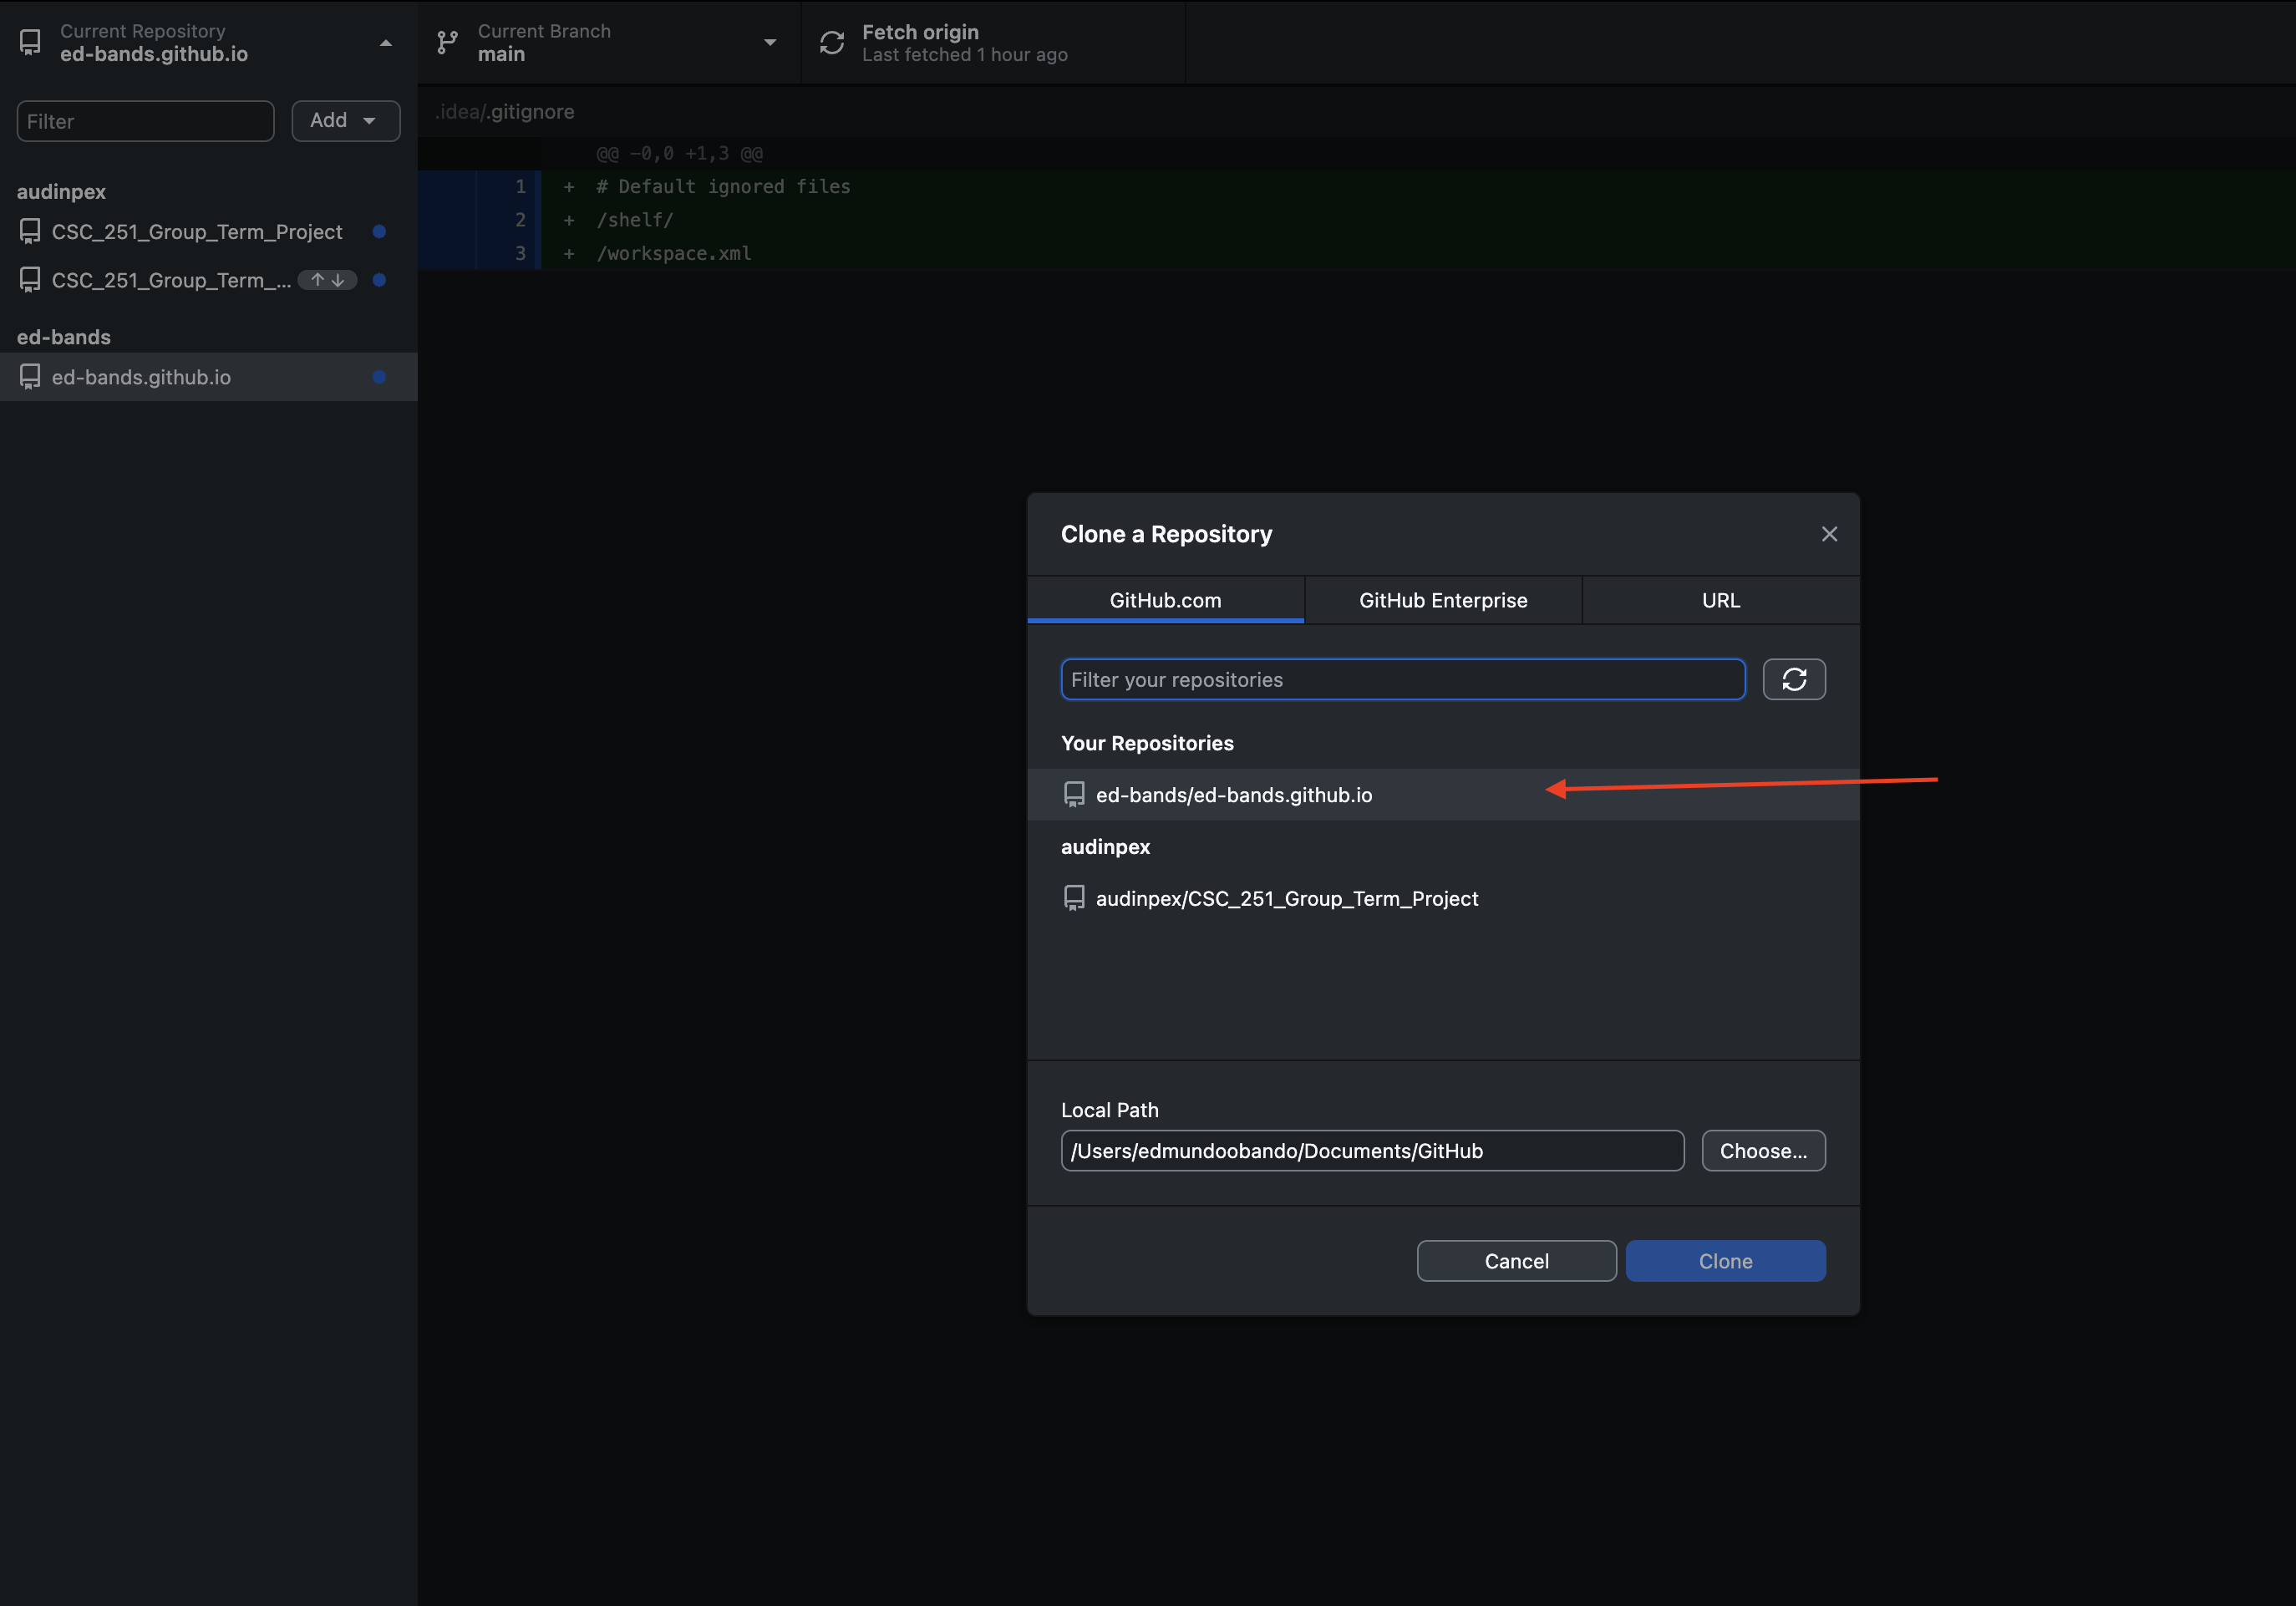 Current Repository
ed-bands.github.io
Current Branch
main
Fetch origin
Last fetched 1 hour ago
Filter
Add
audinpex
CSC_251_Group_Term_Project
CSC_251_Group_Term_...
ed-bands
ed-bands.github.io
.idea/.gitignore
@@ -0,0 +1,3 @@
1 + # Default ignored files
2 + /shelf/
3 + /workspace.xml
Clone a Repository
GitHub.com
GitHub Enterprise
URL
Filter your repositories
Your Repositories
ed-bands/ed-bands.github.io
audinpex
audinpex/CSC_251_Group_Term_Project
Local Path
/Users/edmundoobando/Documents/GitHub
Choose...
Cancel
Clone